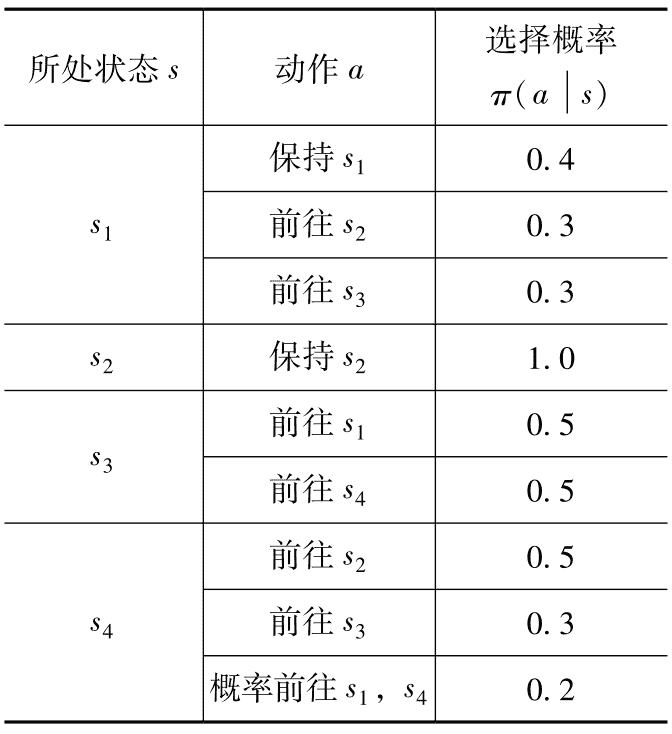 所处状态 s 动作 a 选择概率
π(a | s)
s1 保持 s1 0.4
前往 s2 0.3
前往 s3 0.3
s2 保持 s2 1.0
s3 前往 s1 0.5
前往 s4 0.5
s4 前往 s2 0.5
前往 s3 0.3
概率前往 s1, s4 0.2